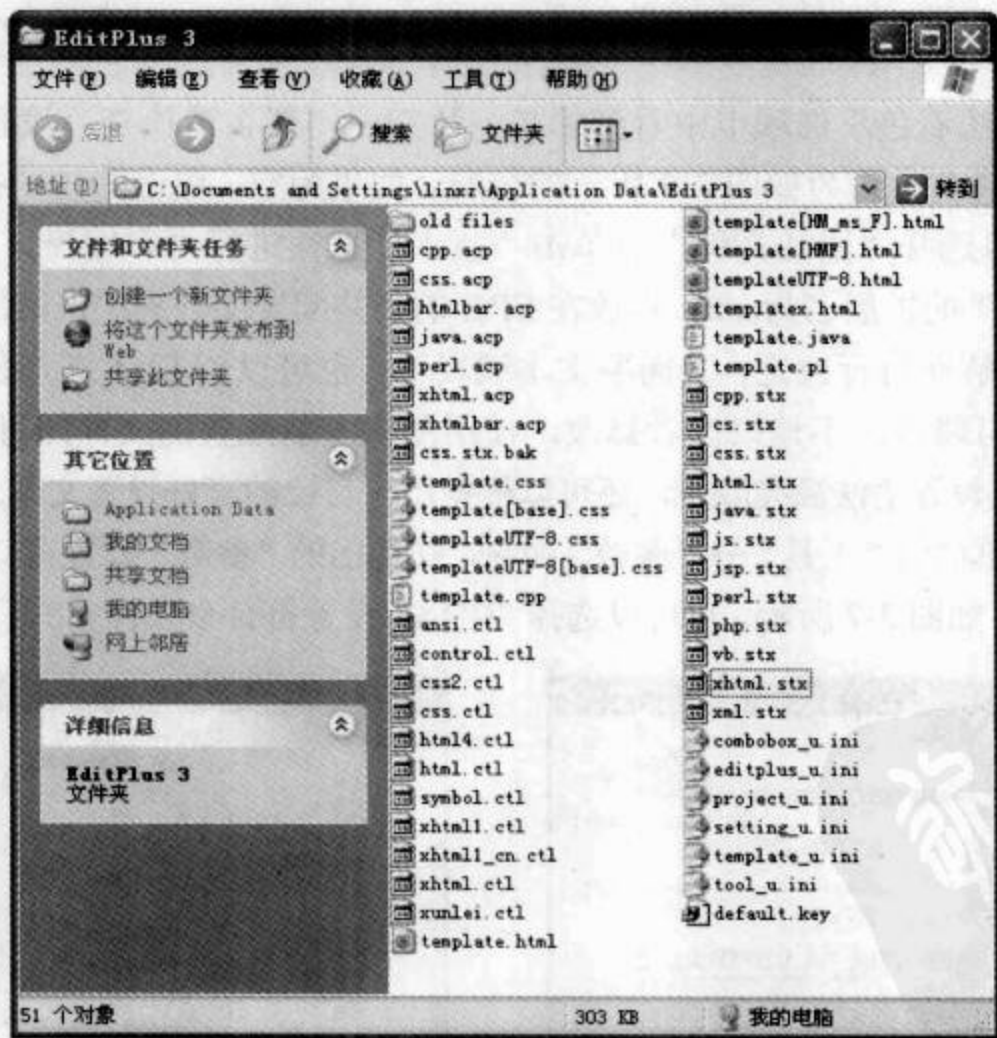 EditPlus 3
文件(F) 编辑(E) 查看(V) 收藏(A) 工具(T) 帮助(H)
后退 搜索 文件夹
地址(D) C:\Documents and Settings\linxz\Application Data\EditPlus 3 转到
文件和文件夹任务
创建一个新文件夹
将这个文件夹发布到
Web
共享此文件夹
其它位置
Application Data
我的文档
共享文档
我的电脑
网上邻居
详细信息
EditPlus 3
文件夹
old files
cpp.acp
css.acp
htmlbar.acp
java.acp
perl.acp
xhtml.acp
xhtmlbar.acp
css.stx.bak
template.css
template[base].css
templateUTF-8.css
templateUTF-8[base].css
template.cpp
ansi.ctl
control.ctl
css2.ctl
css.ctl
html4.ctl
html.ctl
symbol.ctl
xhtml1.ctl
xhtml1_cn.ctl
xhtml.ctl
xunlei.ctl
template.html
template[HM_ms_F].html
template[HMF].html
templateUTF-8.html
templatex.html
template.java
template.pl
cpp.stx
cs.stx
css.stx
html.stx
java.stx
js.stx
jsp.stx
perl.stx
php.stx
vb.stx
xhtml.stx
xml.stx
combobox_u.ini
editplus_u.ini
project_u.ini
setting_u.ini
template_u.ini
tool_u.ini
default.key
51 个对象 303 KB 我的电脑